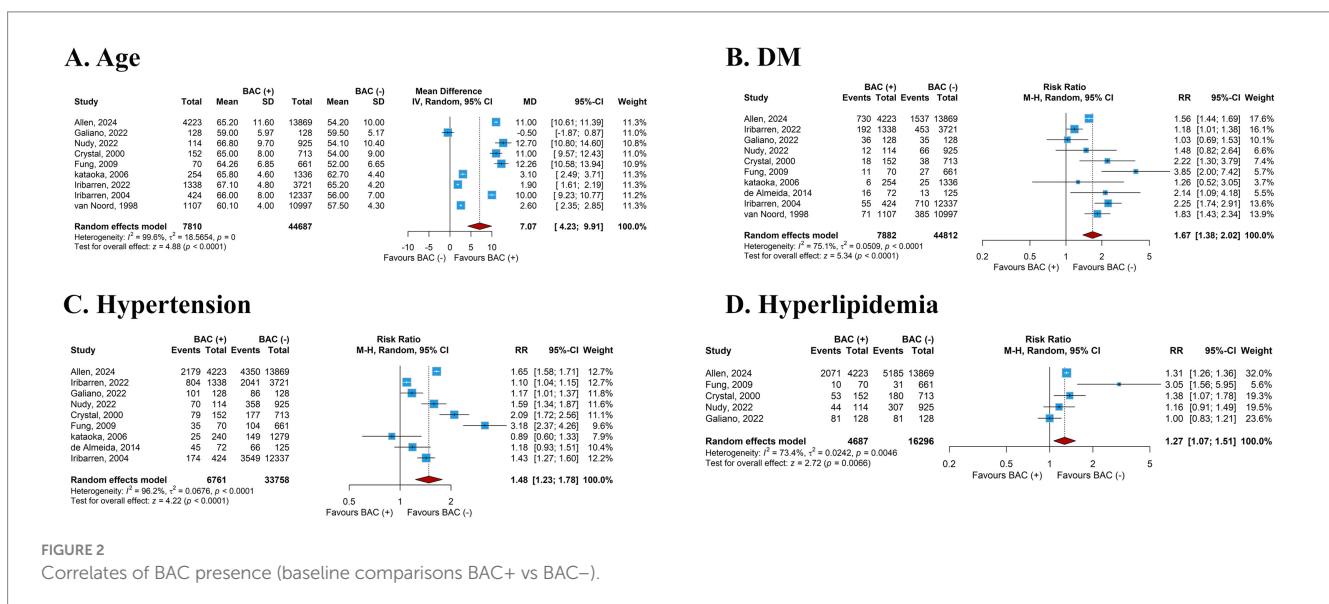 A. Age
BAC (+) BAC (-) Mean Difference
Study Total Mean SD Total Mean SD IV, Random, 95% CI MD 95%-CI Weight
Allen, 2024 4223 65.20 11.60 13869 54.20 10.00 11.00 [10.61; 11.39] 11.3%
Galiano, 2022 128 59.00 5.97 128 59.50 5.17 -0.50 [-1.87; 0.87] 11.0%
Nudy, 2022 114 66.80 9.70 925 54.10 10.40 12.70 [10.80; 14.60] 10.8%
Crystal, 2000 152 65.00 8.00 713 54.00 9.00 11.00 [ 9.57; 12.43] 11.0%
Fung, 2009 70 64.26 6.85 661 52.00 6.65 12.26 [10.58; 13.94] 10.9%
kataoka, 2006 254 65.80 4.60 1336 62.70 4.40 3.10 [ 2.49; 3.71] 11.2%
Iribarren, 2022 1338 67.10 4.80 3721 65.20 4.20 1.90 [ 1.61; 2.19] 11.3%
Iribarren, 2004 424 66.00 8.00 12337 56.00 7.00 10.00 [ 9.23; 10.77] 11.2%
van Noord, 1998 1107 60.10 4.00 10997 57.50 4.30 2.60 [ 2.35; 2.85] 11.3%
Random effects model 7810 44687 7.07 [ 4.23; 9.91] 100.0%
Heterogeneity: I² = 99.6%, τ² = 18.5654, p = 0
Test for overall effect: z = 4.88 (p < 0.0001)
-10 -5 0 5 10
Favours BAC (-) Favours BAC (+)
B. DM
BAC (+) BAC (-) Risk Ratio
Study Events Total Events Total M-H, Random, 95% CI RR 95%-CI Weight
Allen, 2024 730 4223 1537 13869 1.56 [1.44; 1.69] 17.6%
Iribarren, 2022 192 1338 453 3721 1.18 [1.01; 1.38] 16.1%
Galiano, 2022 36 128 35 128 1.03 [0.69; 1.53] 9.1%
Nudy, 2022 12 114 66 925 1.48 [0.82; 2.64] 5.8%
Crystal, 2000 18 152 38 713 2.22 [1.30; 3.79] 7.4%
Fung, 2009 11 70 27 661 3.85 [2.00; 7.42] 6.3%
kataoka, 2006 6 254 25 1336 1.26 [0.52; 3.05] 4.2%
de Almeida, 2014 16 72 13 125 2.14 [1.09; 4.18] 5.5%
Iribarren, 2004 55 424 710 12337 2.25 [1.74; 2.91] 13.6%
van Noord, 1998 71 1107 385 10997 1.83 [1.43; 2.34] 13.9%
Random effects model 7882 44812 1.67 [1.38; 2.02] 100.0%
Heterogeneity: I² = 75.1%, τ² = 0.0509, p < 0.0001
Test for overall effect: z = 5.34 (p < 0.0001)
0.2 0.5 1 2 5
Favours BAC (+) Favours BAC (-)
C. Hypertension
BAC (+) BAC (-) Risk Ratio
Study Events Total Events Total M-H, Random, 95% CI RR 95%-CI Weight
Allen, 2024 2179 4223 4350 13869 1.65 [1.58; 1.71] 12.7%
Iribarren, 2022 804 1338 2041 3721 1.10 [1.04; 1.15] 12.7%
Galiano, 2022 101 128 86 128 1.17 [1.01; 1.37] 11.9%
Nudy, 2022 70 114 358 925 1.59 [1.34; 1.87] 11.8%
Crystal, 2000 79 152 177 713 2.09 [1.72; 2.56] 11.3%
Fung, 2009 35 70 104 661 3.18 [2.37; 4.26] 9.8%
kataoka, 2006 25 240 149 1279 0.89 [0.60; 1.33] 7.9%
de Almeida, 2014 45 72 66 125 1.18 [0.93; 1.51] 10.7%
Iribarren, 2004 174 424 3549 12337 1.43 [1.27; 1.60] 12.2%
Random effects model 6761 33758 1.48 [1.23; 1.78] 100.0%
Heterogeneity: I² = 96.2%, τ² = 0.0676, p < 0.0001
Test for overall effect: z = 4.22 (p < 0.0001)
0.5 1 2
Favours BAC (+) Favours BAC (-)
D. Hyperlipidemia
BAC (+) BAC (-) Risk Ratio
Study Events Total Events Total M-H, Random, 95% CI RR 95%-CI Weight
Allen, 2024 2071 4223 5185 13869 1.31 [1.26; 1.36] 32.0%
Fung, 2009 10 70 31 661 3.05 [1.56; 5.95] 5.6%
Crystal, 2000 53 152 180 713 1.38 [1.07; 1.78] 19.3%
Nudy, 2022 44 114 307 925 1.16 [0.91; 1.49] 19.5%
Galiano, 2022 81 128 81 128 1.00 [0.83; 1.21] 23.6%
Random effects model 4687 16296 1.27 [1.07; 1.51] 100.0%
Heterogeneity: I² = 73.4%, τ² = 0.0242, p = 0.0046
Test for overall effect: z = 2.72 (p = 0.0066)
0.2 0.5 1 2 5
Favours BAC (+) Favours BAC (-)
FIGURE 2
Correlates of BAC presence (baseline comparisons BAC+ vs BAC–).